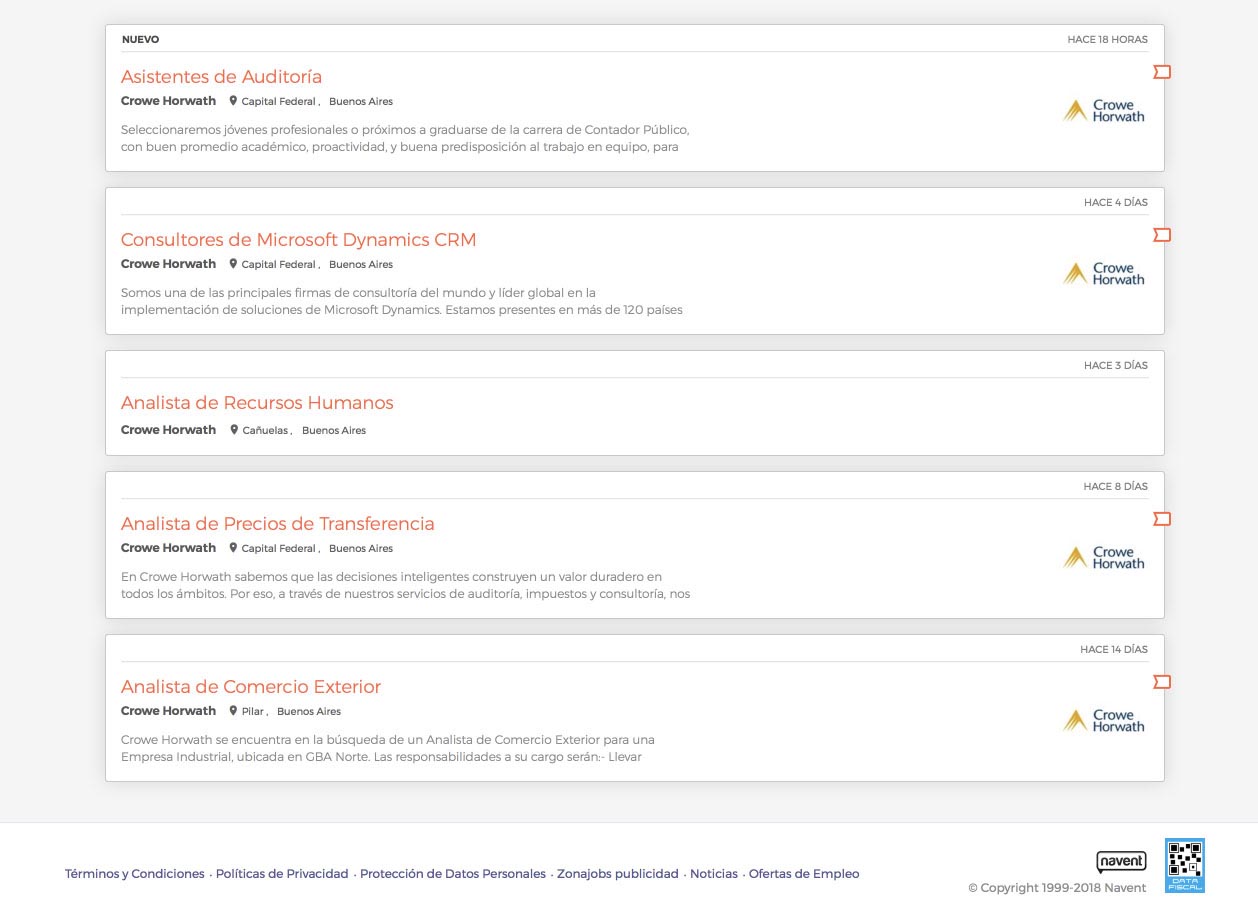 NUEVO HACE 18 HORAS
Asistentes de Auditoría
Crowe Horwath Capital Federal , Buenos Aires
Crowe
Horwath
Seleccionaremos jóvenes profesionales o próximos a graduarse de la carrera de Contador Público,
con buen promedio académico, proactividad, y buena predisposición al trabajo en equipo, para
HACE 4 DÍAS
Consultores de Microsoft Dynamics CRM
Crowe Horwath Capital Federal , Buenos Aires
Crowe
Horwath
Somos una de las principales firmas de consultoría del mundo y líder global en la
implementación de soluciones de Microsoft Dynamics. Estamos presentes en más de 120 países
HACE 3 DÍAS
Analista de Recursos Humanos
Crowe Horwath Cañuelas , Buenos Aires
HACE 8 DÍAS
Analista de Precios de Transferencia
Crowe Horwath Capital Federal , Buenos Aires
Crowe
Horwath
En Crowe Horwath sabemos que las decisiones inteligentes construyen un valor duradero en
todos los ámbitos. Por eso, a través de nuestros servicios de auditoría, impuestos y consultoría, nos
HACE 14 DÍAS
Analista de Comercio Exterior
Crowe Horwath Pilar , Buenos Aires
Crowe
Horwath
Crowe Horwath se encuentra en la búsqueda de un Analista de Comercio Exterior para una
Empresa Industrial, ubicada en GBA Norte. Las responsabilidades a su cargo serán:- Llevar
Términos y Condiciones · Políticas de Privacidad · Protección de Datos Personales · Zonajobs publicidad · Noticias · Ofertas de Empleo
navent
© Copyright 1999-2018 Navent
DATA
FISCAL